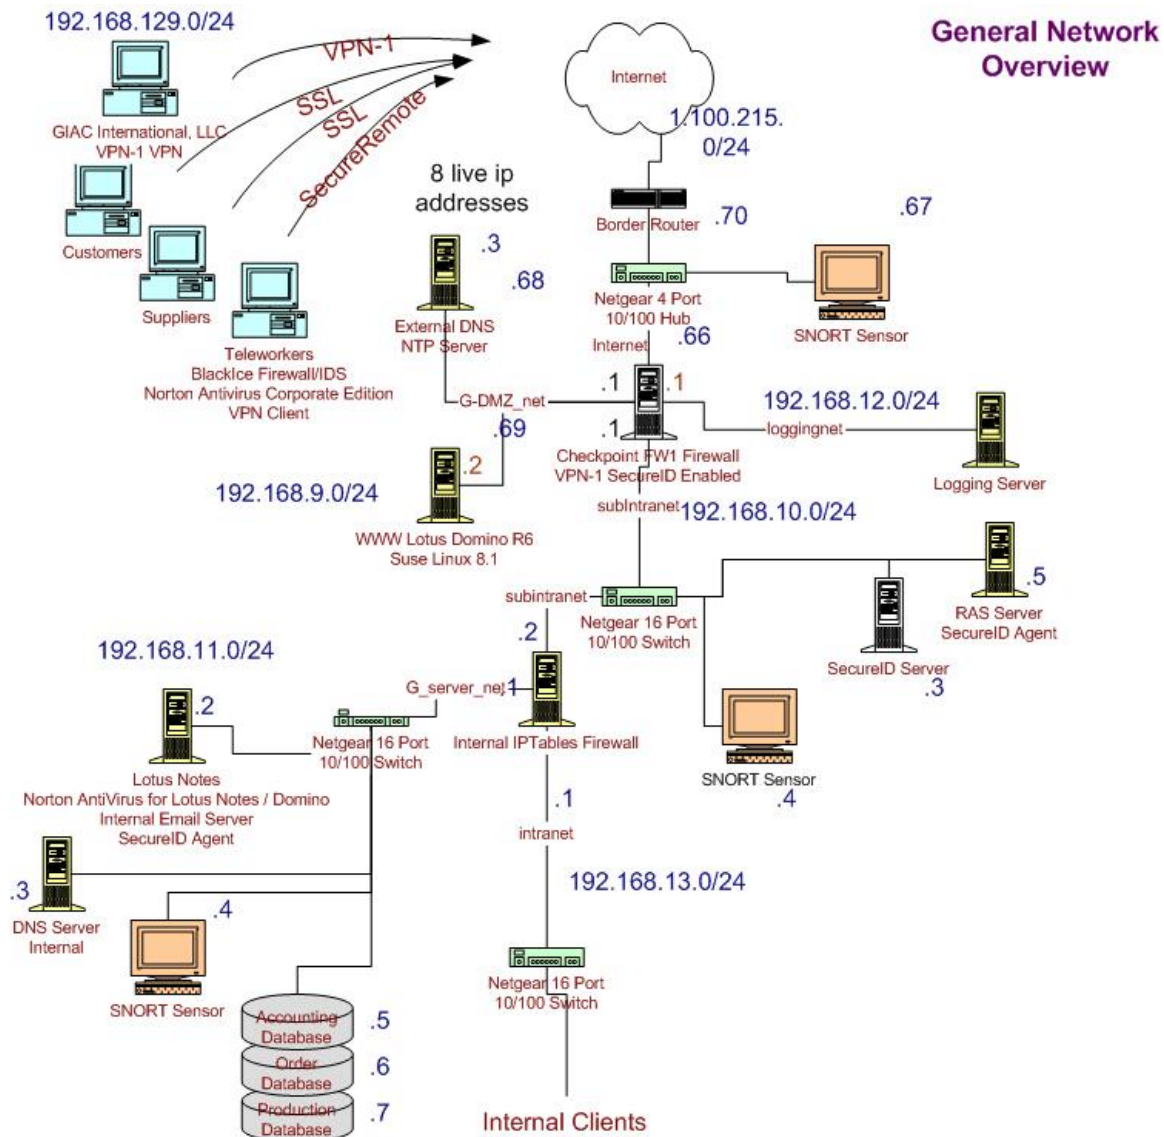 192.168.129.0/24
General Network
Overview
VPN-1
SSL
SSL
SecureRemote
Internet
GIAC International, LLC
VPN-1 VPN
1.100.215.
0/24
8 live ip
addresses
Customers
Suppliers
Teleworkers
BlackIce Firewall/IDS
Norton Antivirus Corporate Edition
VPN Client
Border Router
.70
.67
.3
.68
External DNS
NTP Server
Netgear 4 Port
10/100 Hub
SNORT Sensor
Internet
.66
.1
.1
.1
G-DMZ_net
.69
192.168.12.0/24
loggingnet
Logging Server
Checkpoint FW1 Firewall
VPN-1 SecureID Enabled
.2
192.168.9.0/24
WWW Lotus Domino R6
Suse Linux 8.1
subIntranet
192.168.10.0/24
subintranet
Netgear 16 Port
10/100 Switch
.5
RAS Server
SecureID Agent
SecureID Server
.3
SNORT Sensor
.4
.2
192.168.11.0/24
G_server_net
.1
Internal IPTables Firewall
.2
Netgear 16 Port
10/100 Switch
Lotus Notes
Norton AntiVirus for Lotus Notes / Domino
Internal Email Server
SecureID Agent
.1
intranet
192.168.13.0/24
.3
DNS Server
Internal
.4
SNORT Sensor
Netgear 16 Port
10/100 Switch
Accounting
Database
.5
Order
Database
.6
Production
Database
.7
Internal Clients